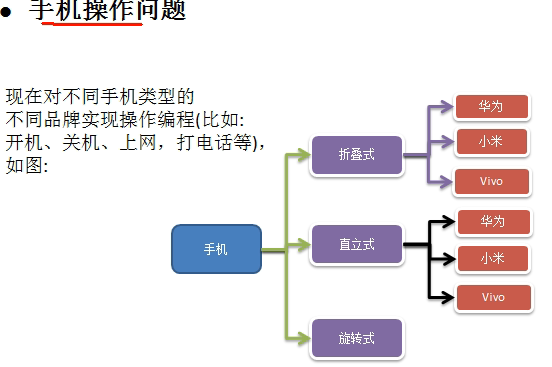 ● 手机操作问题
现在对不同手机类型的
不同品牌实现操作编程(比如:
开机、关机、上网，打电话等)，
如图:
手机
折叠式
华为
小米
Vivo
直立式
华为
小米
Vivo
旋转式